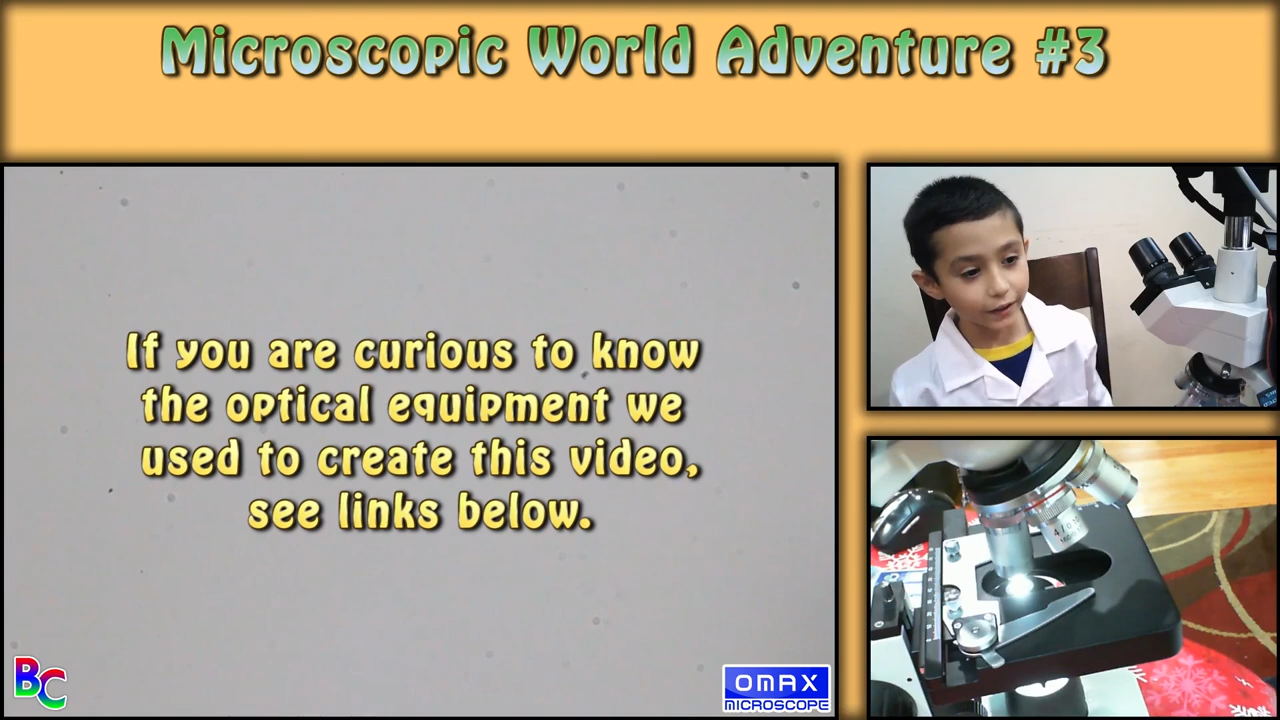 Microscopic World Adventure #3
If you are curious to know
the optical equipment we
used to create this video,
see links below.
BC
OMAX
MICROSCOPE